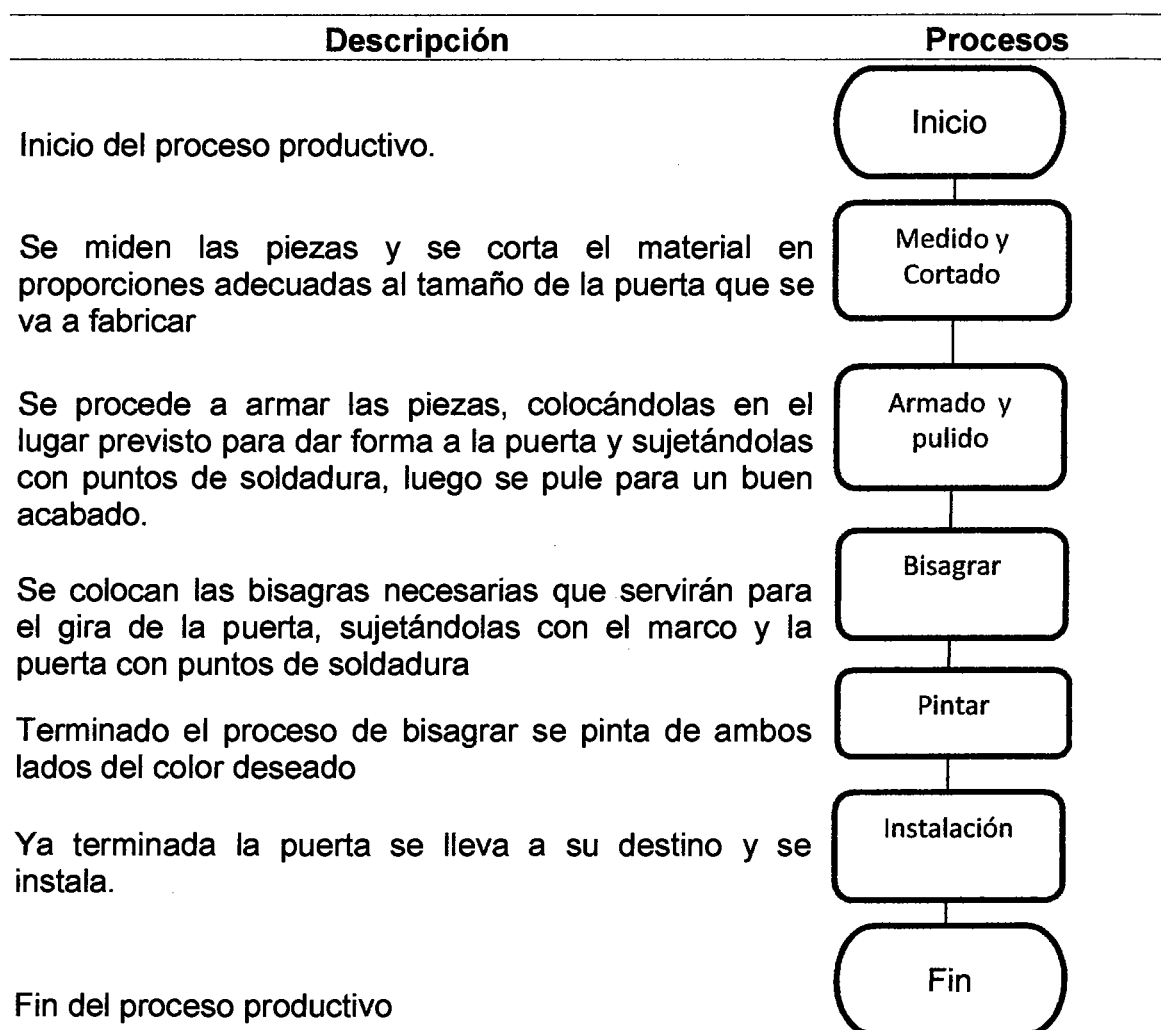 Descripción Procesos
Inicio
Inicio del proceso productivo.
Se miden las piezas y se corta el material en
proporciones adecuadas al tamaño de la puerta que se
va a fabricar
Medido y
Cortado
Se procede a armar las piezas, colocándolas en el
lugar previsto para dar forma a la puerta y sujetándolas
con puntos de soldadura, luego se pule para un buen
acabado.
Armado y
pulido
Se colocan las bisagras necesarias que servirán para
el gira de la puerta, sujetándolas con el marco y la
puerta con puntos de soldadura
Bisagrar
Terminado el proceso de bisagrar se pinta de ambos
lados del color deseado
Pintar
Ya terminada la puerta se lleva a su destino y se
instala.
Instalación
Fin del proceso productivo
Fin